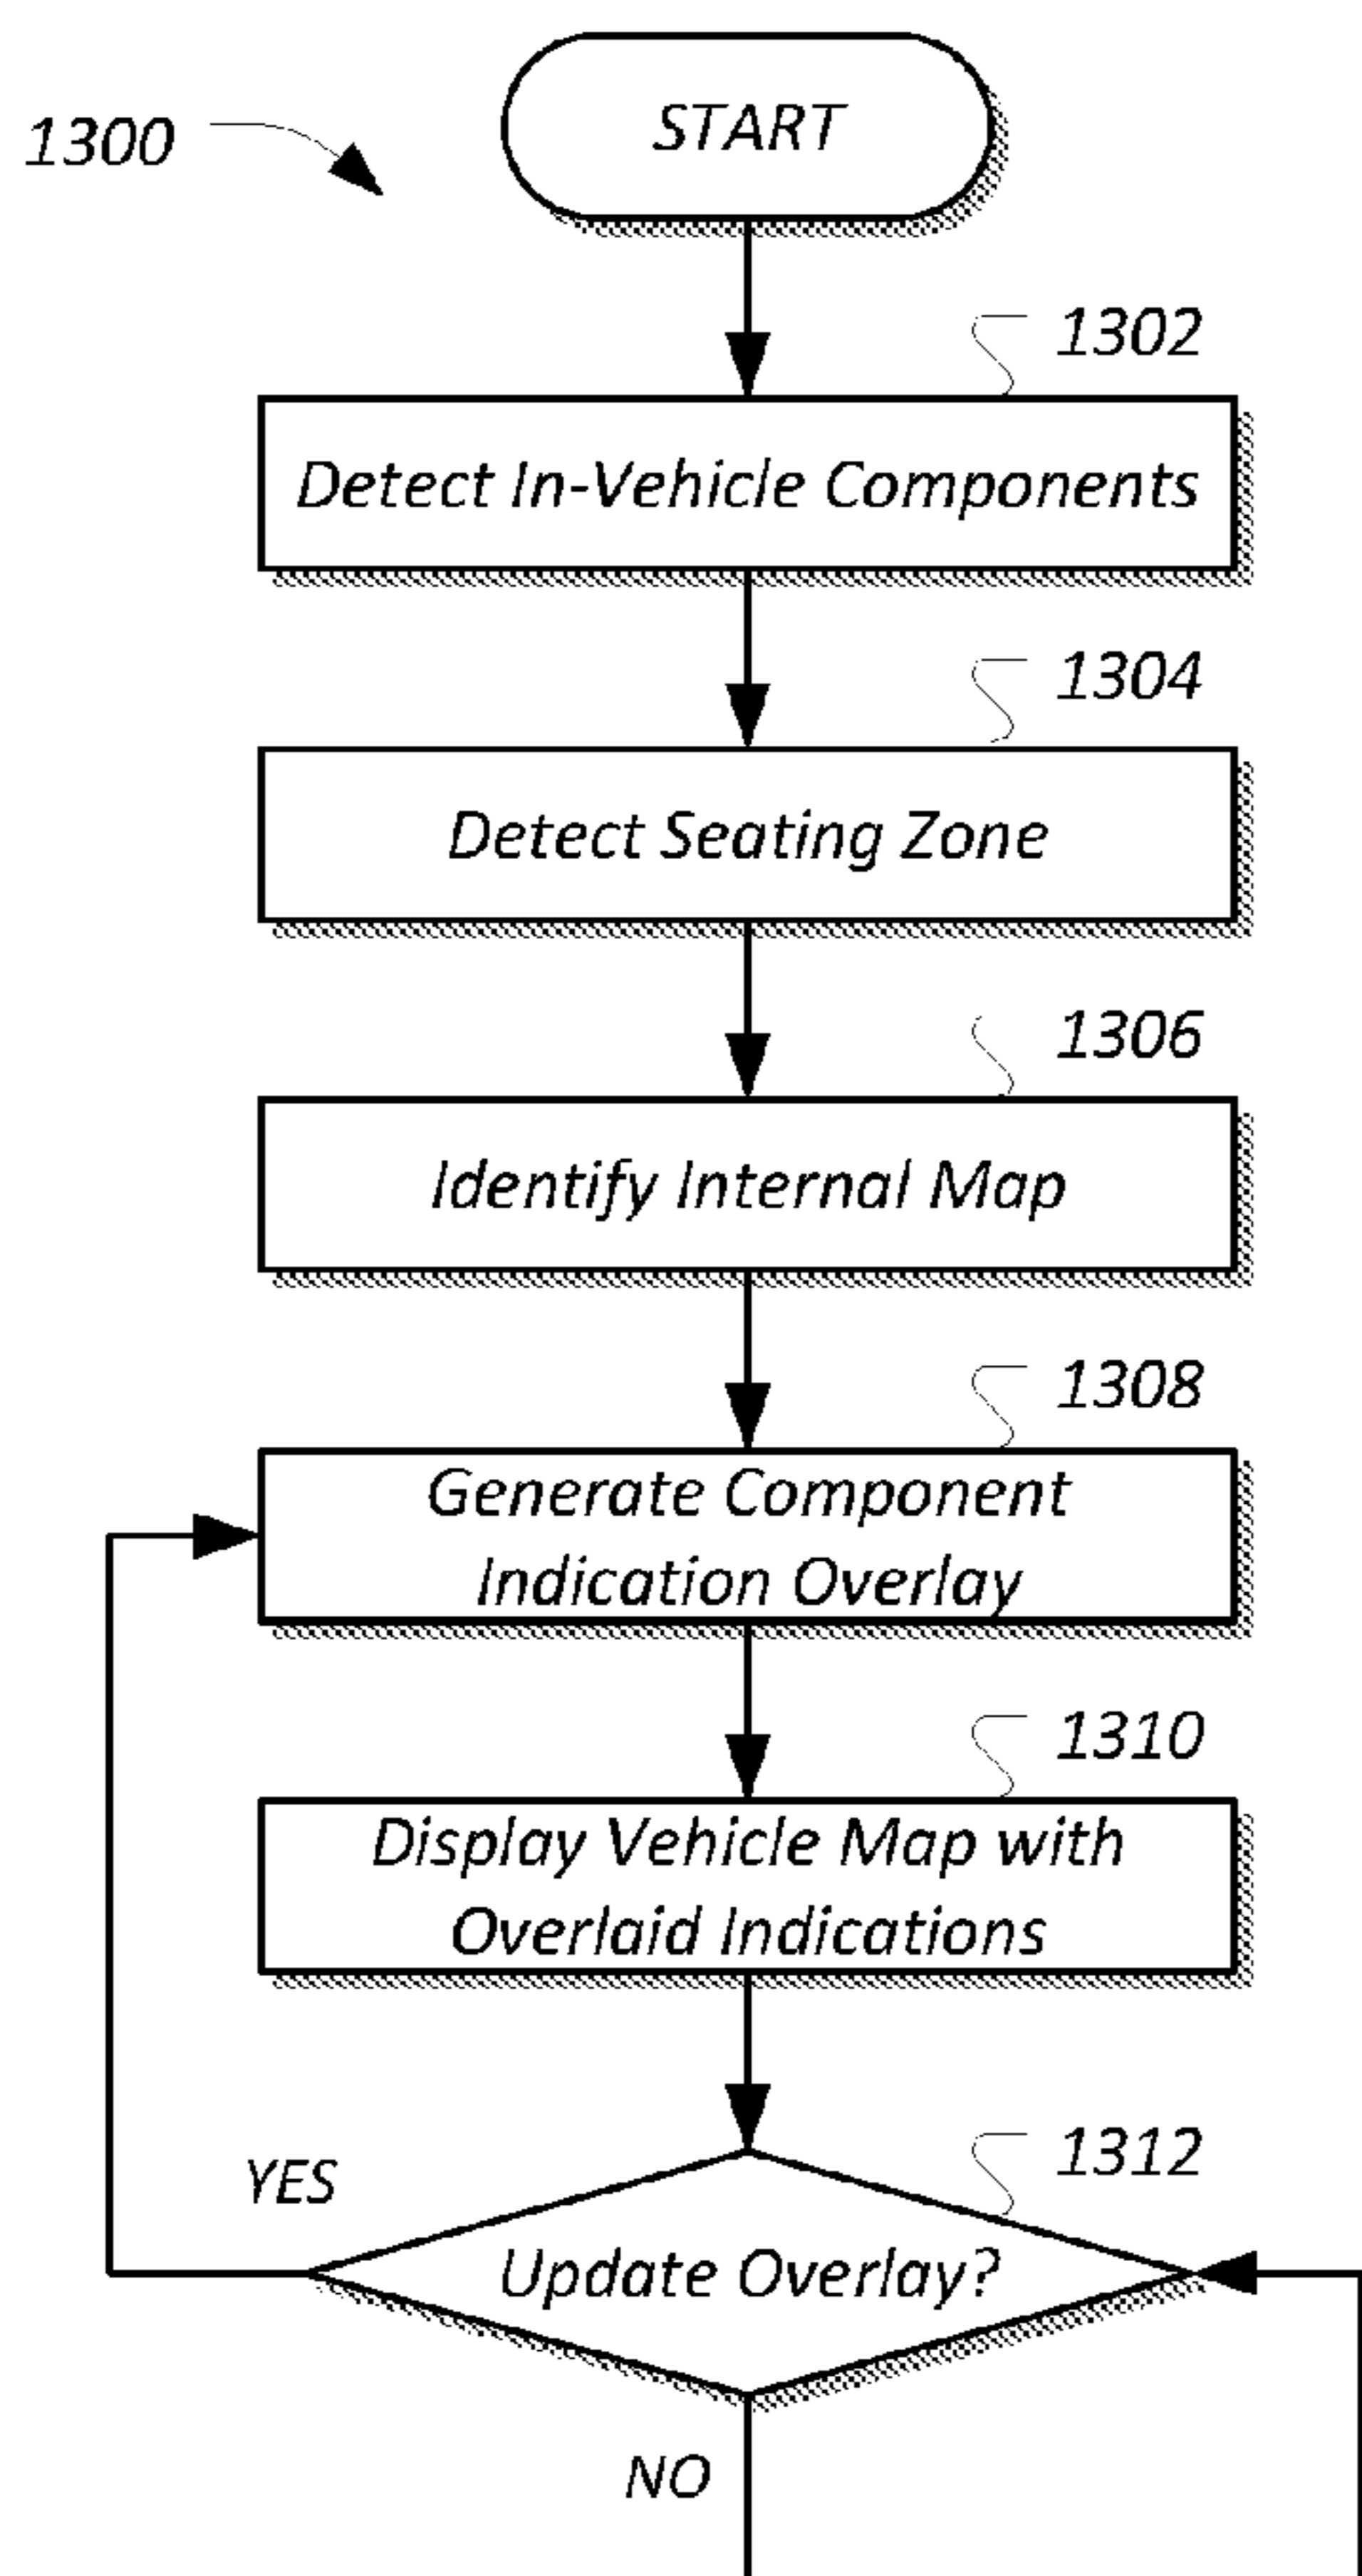 START
1300
1302
Detect In-Vehicle Components
1304
Detect Seating Zone
1306
Identify Internal Map
1308
Generate Component
Indication Overlay
1310
Display Vehicle Map with
Overlaid Indications
1312
YES
Update Overlay?
NO